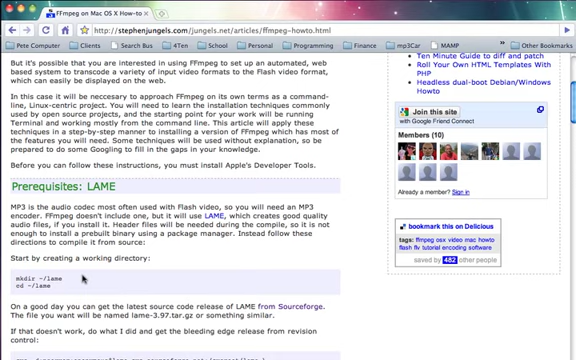 FFmpeg on Mac OS X How-to
http://stephenjungels.net/articles/ffmpeg-howto.html
Pete Computer Clients Search Bus 4Ten School Finances Funny mp3Car MAMP Other Bookmarks
But it's possible that you are interested in using FFmpeg to set up an automated, web
based system to transcode a variety of input video formats to the Flash video format,
which can easily be displayed on the web.
In this case it will be neccesary to approach FFmpeg on its own terms as a command-
line, Linux-centric project. You will need to learn the installation techniques commonly
used by open source projects, and the starting point for your work will be running
Terminal and working mostly from the command line. This article will apply these
techniques in a step-by-step manner to installing a version of FFmpeg which has most of
the features you will need. Some techniques will be used without explanation, so be
prepared to do some Googling to fill in the gaps in your knowledge.
Before you can follow these instructions, you must install Apple's Developer Tools.
Prerequisites: LAME
MP3 is the audio codec most often used with Flash video, so you will need an MP3
encoder. FFmpeg doesn't include one, but it will use LAME, which creates good quality
audio files, if you install it. Header files will be needed during the compile, so it is not
enough to install a prebuilt binary using a package manager. Instead follow these
directions to compile it from source:
Start by creating a working directory:
mkdir ~/lame
cd ~/lame
On a good day you can get the latest source code release of LAME from Sourceforge.
The file you want will be named lame-3.97.tar.gz or something similar.
If that doesn't work, do what I did and get the bleeding edge release from revision
control:
Ten Minute Guide to diff and patch
Roll Your Own HTML Templates With
PHP
Headless dual-boot Debian/Windows
Howto
Join this site
with Google Friend Connect
Members (10)
Already a member? Sign in
bookmark this on Delicious
tags: ffmpeg osx video mac howto
flash flv tutorial encoding software
saved by 482 other people